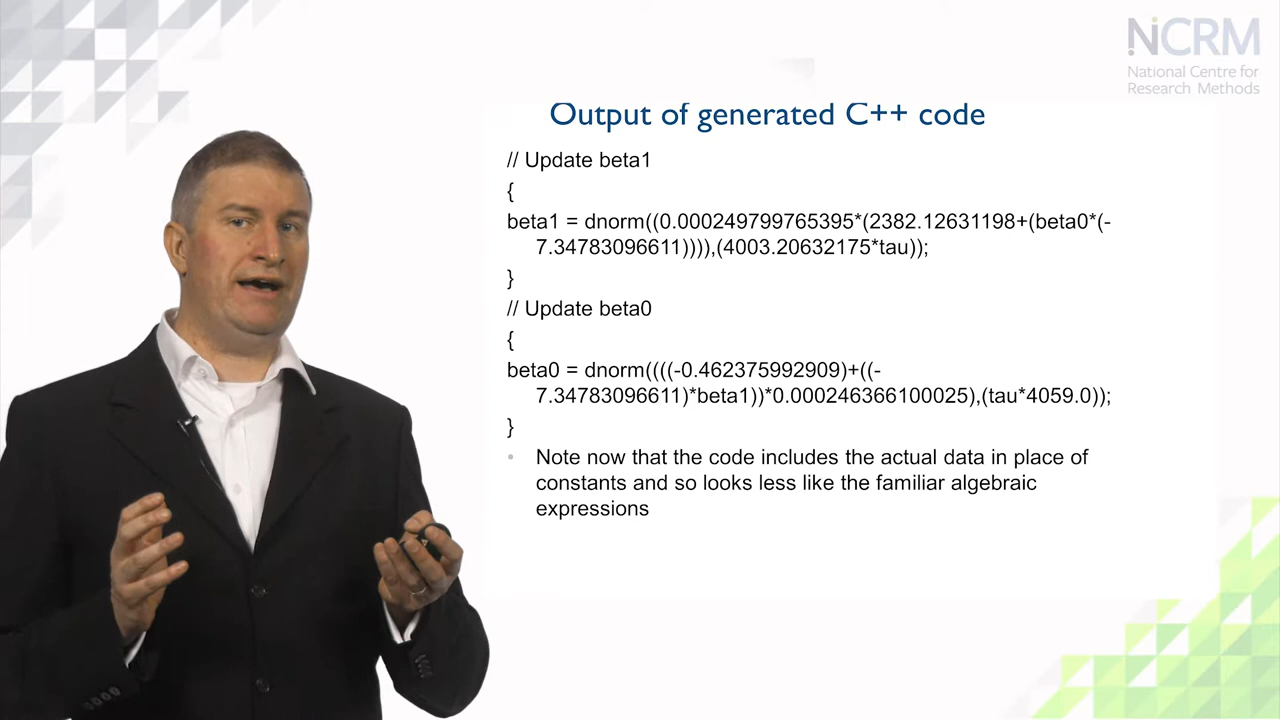 NCRM
National Centre for
Research Methods
Output of generated C++ code
// Update beta1
{
beta1 = dnorm((0.000249799765395*(2382.12631198+(beta0*(-
7.34783096611)))),(4003.20632175*tau));
}
// Update beta0
{
beta0 = dnorm((((-0.462375992909)+((-
7.34783096611)*beta1))*0.000246366100025),(tau*4059.0));
}
• Note now that the code includes the actual data in place of
constants and so looks less like the familiar algebraic
expressions